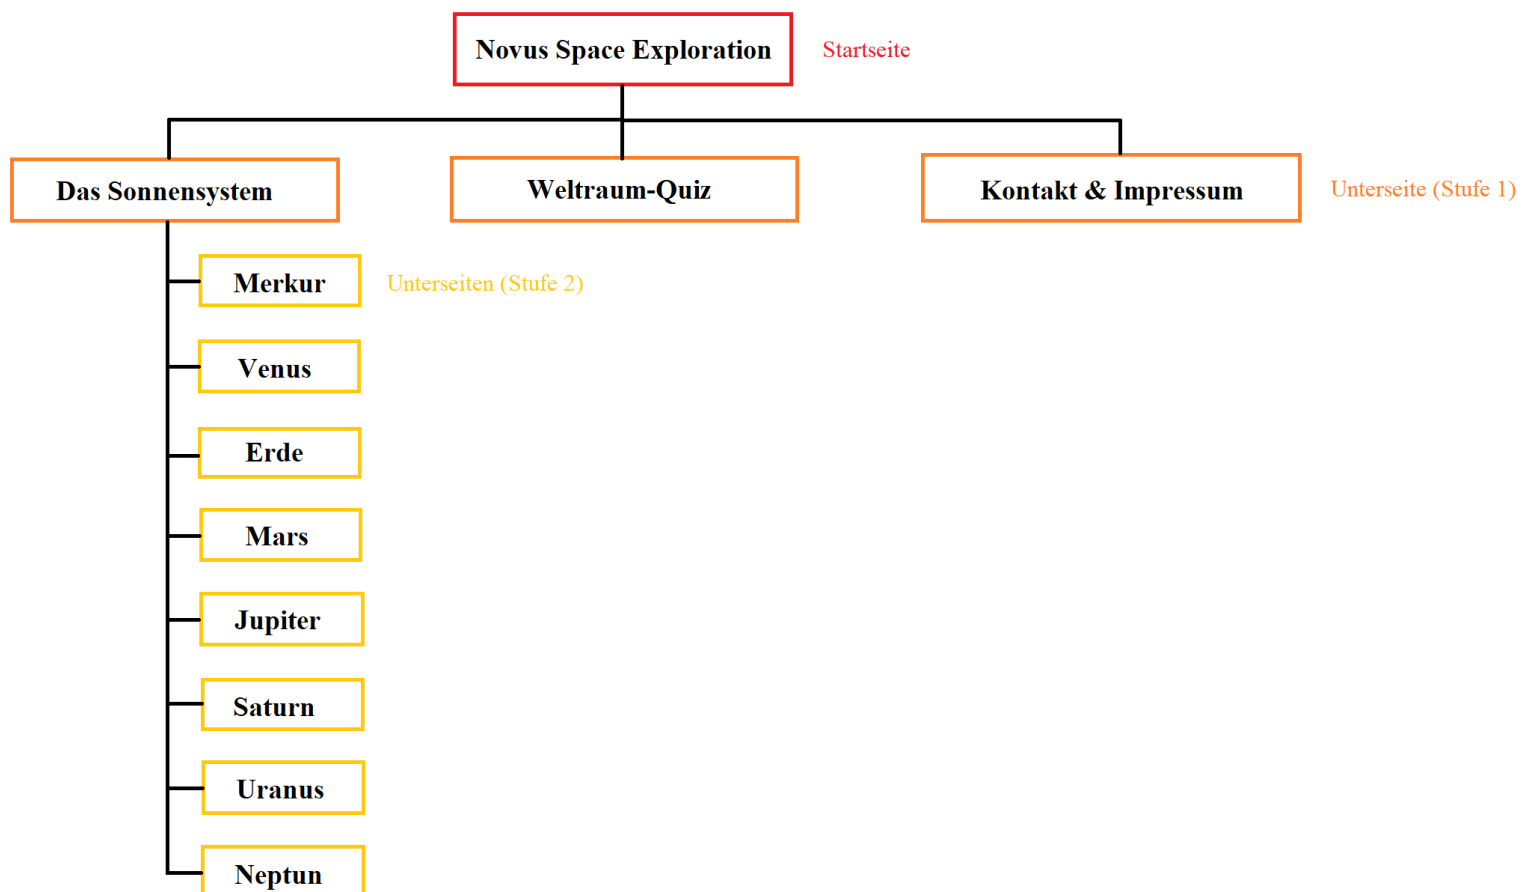 Novus Space Exploration
Startseite
Das Sonnensystem
Weltraum-Quiz
Kontakt & Impressum
Unterseite (Stufe 1)
Merkur
Unterseiten (Stufe 2)
Venus
Erde
Mars
Jupiter
Saturn
Uranus
Neptun